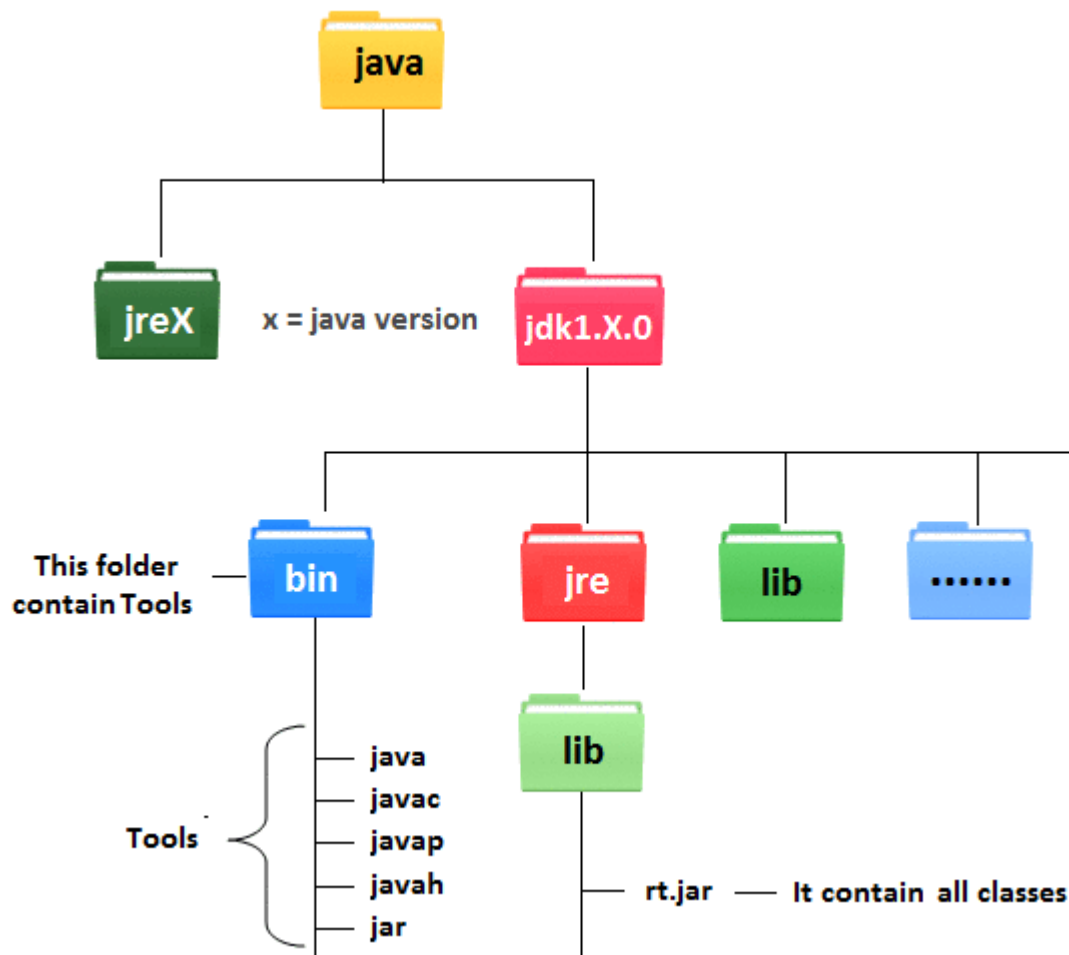 java
jreX
x = java version
jdk1.X.0
This folder
contain Tools
bin
jre
lib
......
lib
Tools
java
javac
javap
javah
jar
rt.jar
It contain all classes